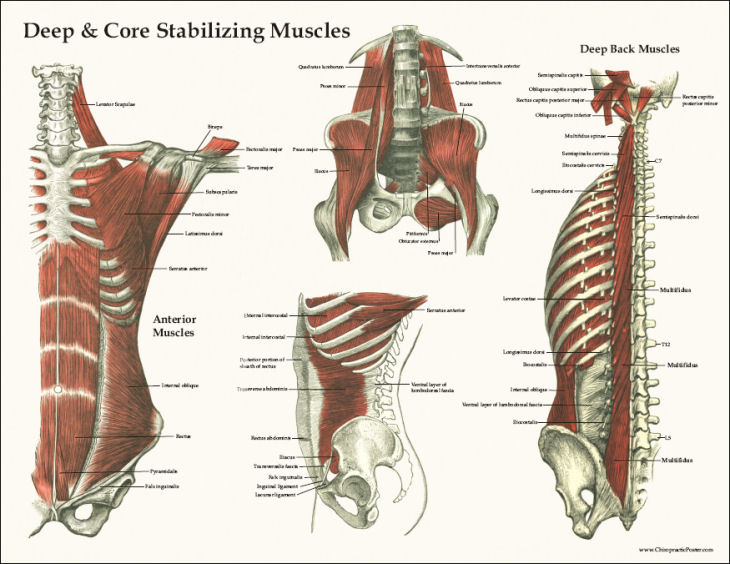 Deep & Core Stabilizing Muscles
Levator Scapulae
Biceps
Pectoralis major
Teres major
Subscapularis
Pectoralis minor
Latissimus dorsi
Serratus anterior
Anterior
Muscles
Internal oblique
Rectus
Pyramidalis
Falx inguinalis
Quadratus lumborum
Psoas minor
Psoas major
Iliacus
Intertransversalis anterior
Quadratus lumborum
Iliacus
Piriformis
Obturator externus
Psoas major
External intercostal
Internal intercostal
Posterior portion of
sheath of rectus
Transversus abdominis
Rectus abdominis
Iliacus
Transversalis fascia
Falx inguinalis
Inguinal ligament
Lacuna rligament
Serratus anterior
Ventral layer of
lumbodorsal fascia
Deep Back Muscles
Semispinalis capitis
Obliquus capitis superior
Rectus capitis posterior major
Obliquus capitis inferior
Rectus capitis
posterior minor
Multifidus spinae
Semispinalis cervicis
Iliocostalis cervicis
C7
Longissimus dorsi
Semispinalis dorsi
Multifidus
Levator costae
T12
Longissimus dorsi
Iliocostalis
Multifidus
Internal oblique
Ventral layer of lumbodorsal fascia
Iliocostalis
L5
Multifidus
www.ChiropracticPoster.com